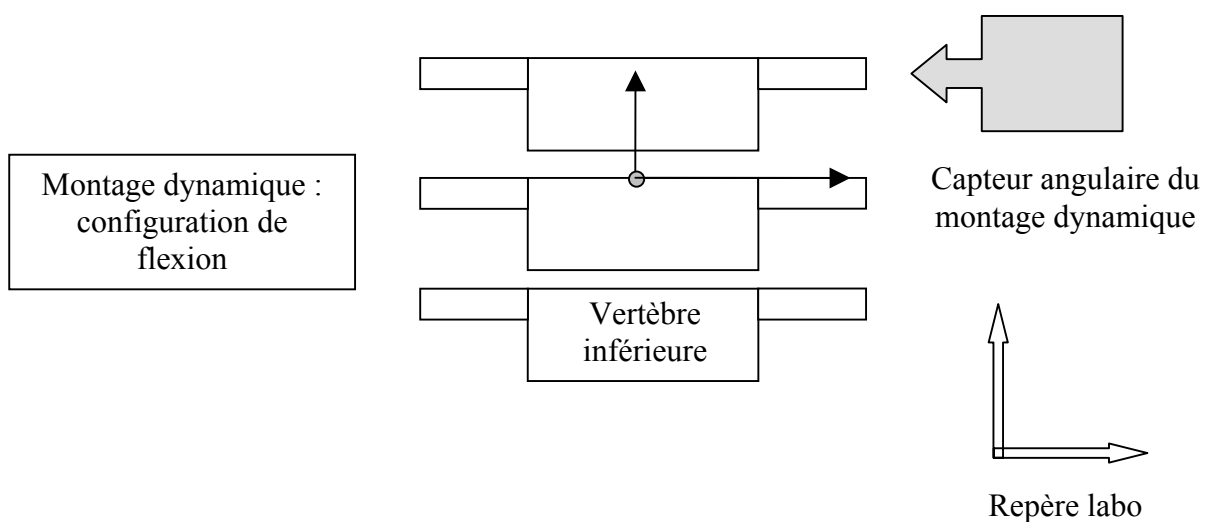 Montage dynamique :
configuration de
flexion
Capteur angulaire du
montage dynamique
Vertèbre
inférieure
Repère labo